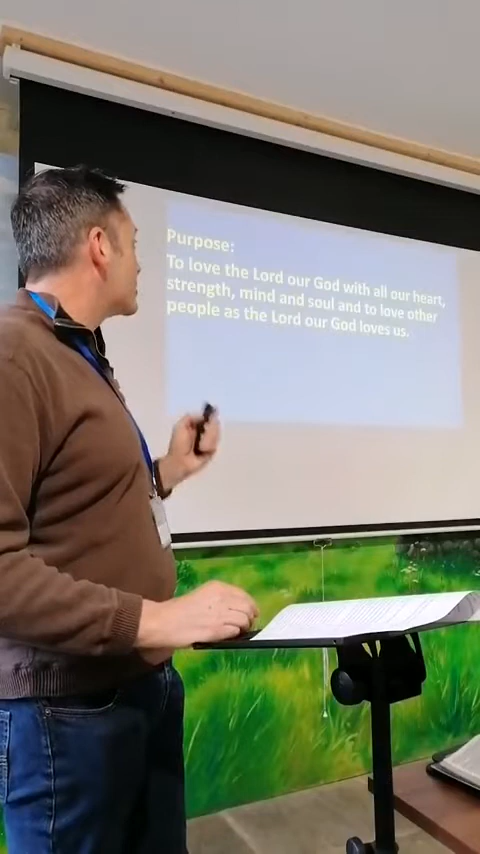 Purpose:
To love the Lord our God with all our heart,
strength, mind and soul and to love other
people as the Lord our God loves us.